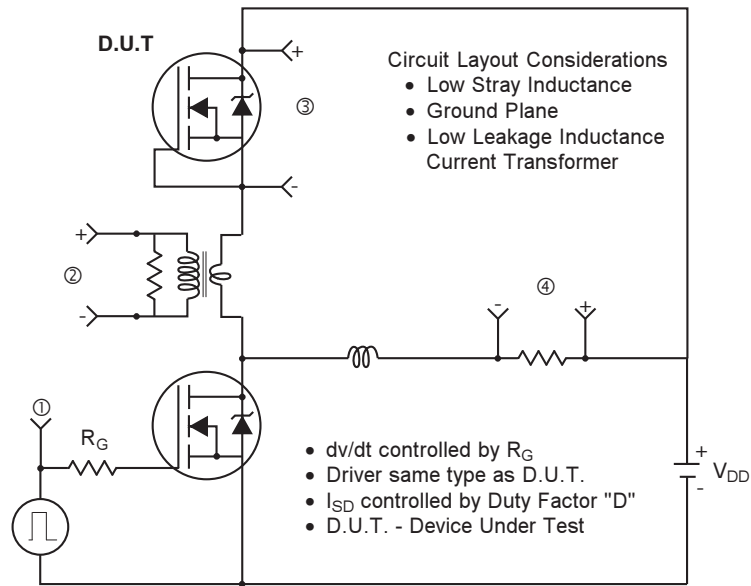 D.U.T
+
Circuit Layout Considerations
• Low Stray Inductance
• Ground Plane
• Low Leakage Inductance
Current Transformer
③
-
+
②
-
④
-
+
①
R_G
• dv/dt controlled by R_G
• Driver same type as D.U.T.
• I_SD controlled by Duty Factor "D"
• D.U.T. - Device Under Test
+
V_DD
-